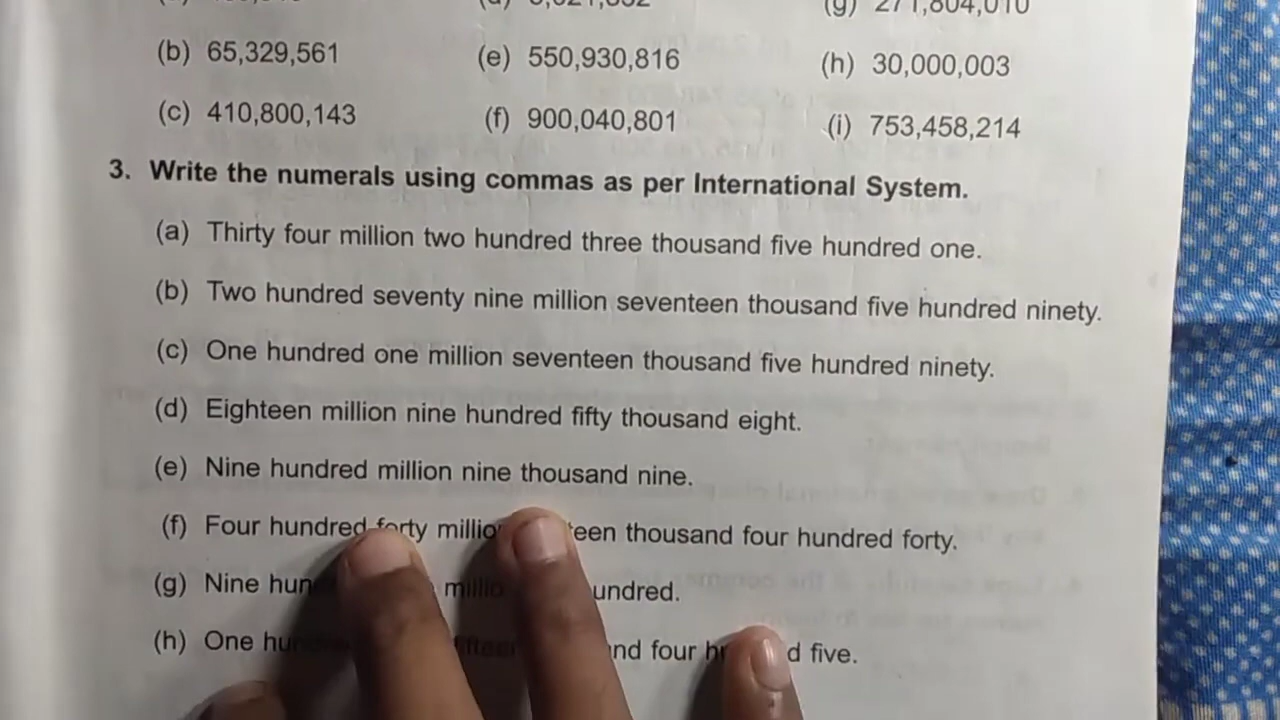 (g) 271,804,010
(b) 65,329,561 (e) 550,930,816 (h) 30,000,003
(c) 410,800,143 (f) 900,040,801 (i) 753,458,214
3. Write the numerals using commas as per International System.
(a) Thirty four million two hundred three thousand five hundred one.
(b) Two hundred seventy nine million seventeen thousand five hundred ninety.
(c) One hundred one million seventeen thousand five hundred ninety.
(d) Eighteen million nine hundred fifty thousand eight.
(e) Nine hundred million nine thousand nine.
(f) Four hundred forty thousand four hundred forty.
(g) Nine
(h) One four five.